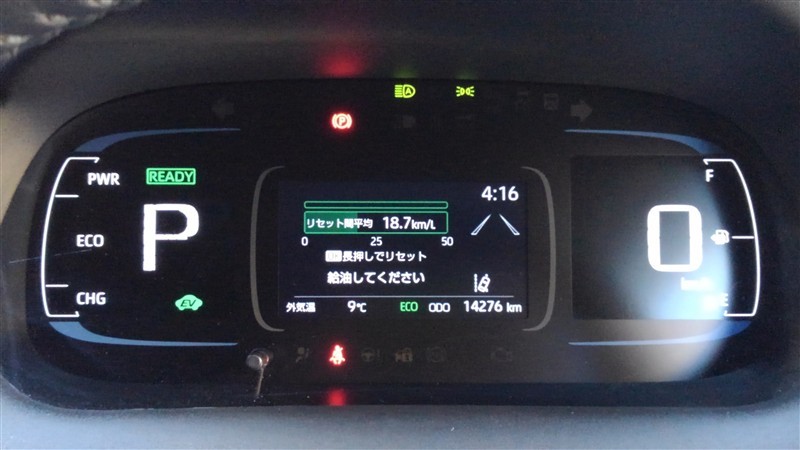 PWR
READY
ECO
CHG
P
EV
4:16
リセット間平均 18.7km/L
0 25 50
長押しでリセット
給油してください
外気温 9℃ ECO ODO 14276 km
F
0
km/h
E